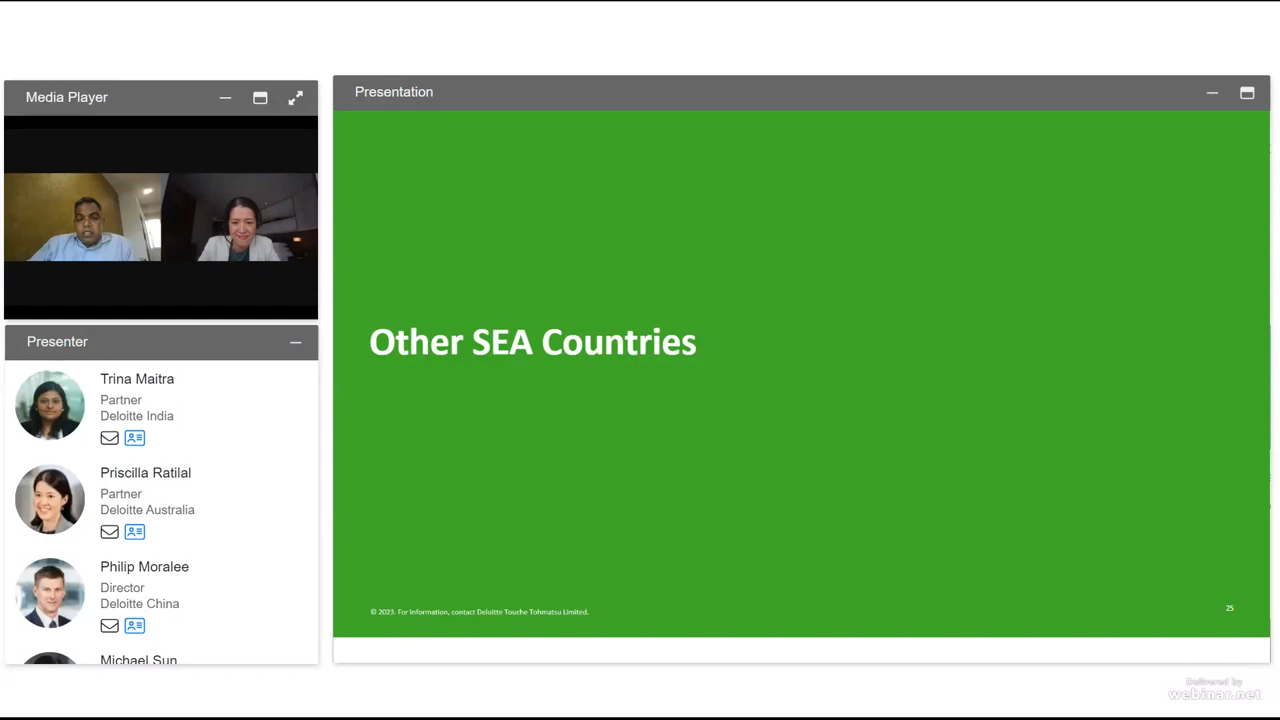 Media Player
Presenter
Trina Maitra
Partner
Deloitte India
Priscilla Ratilal
Partner
Deloitte Australia
Philip Moralee
Director
Deloitte China
Michael Sun
Presentation
Other SEA Countries
© 2023. For information, contact Deloitte Touche Tohmatsu Limited.
25
Delivered by
webinar.net